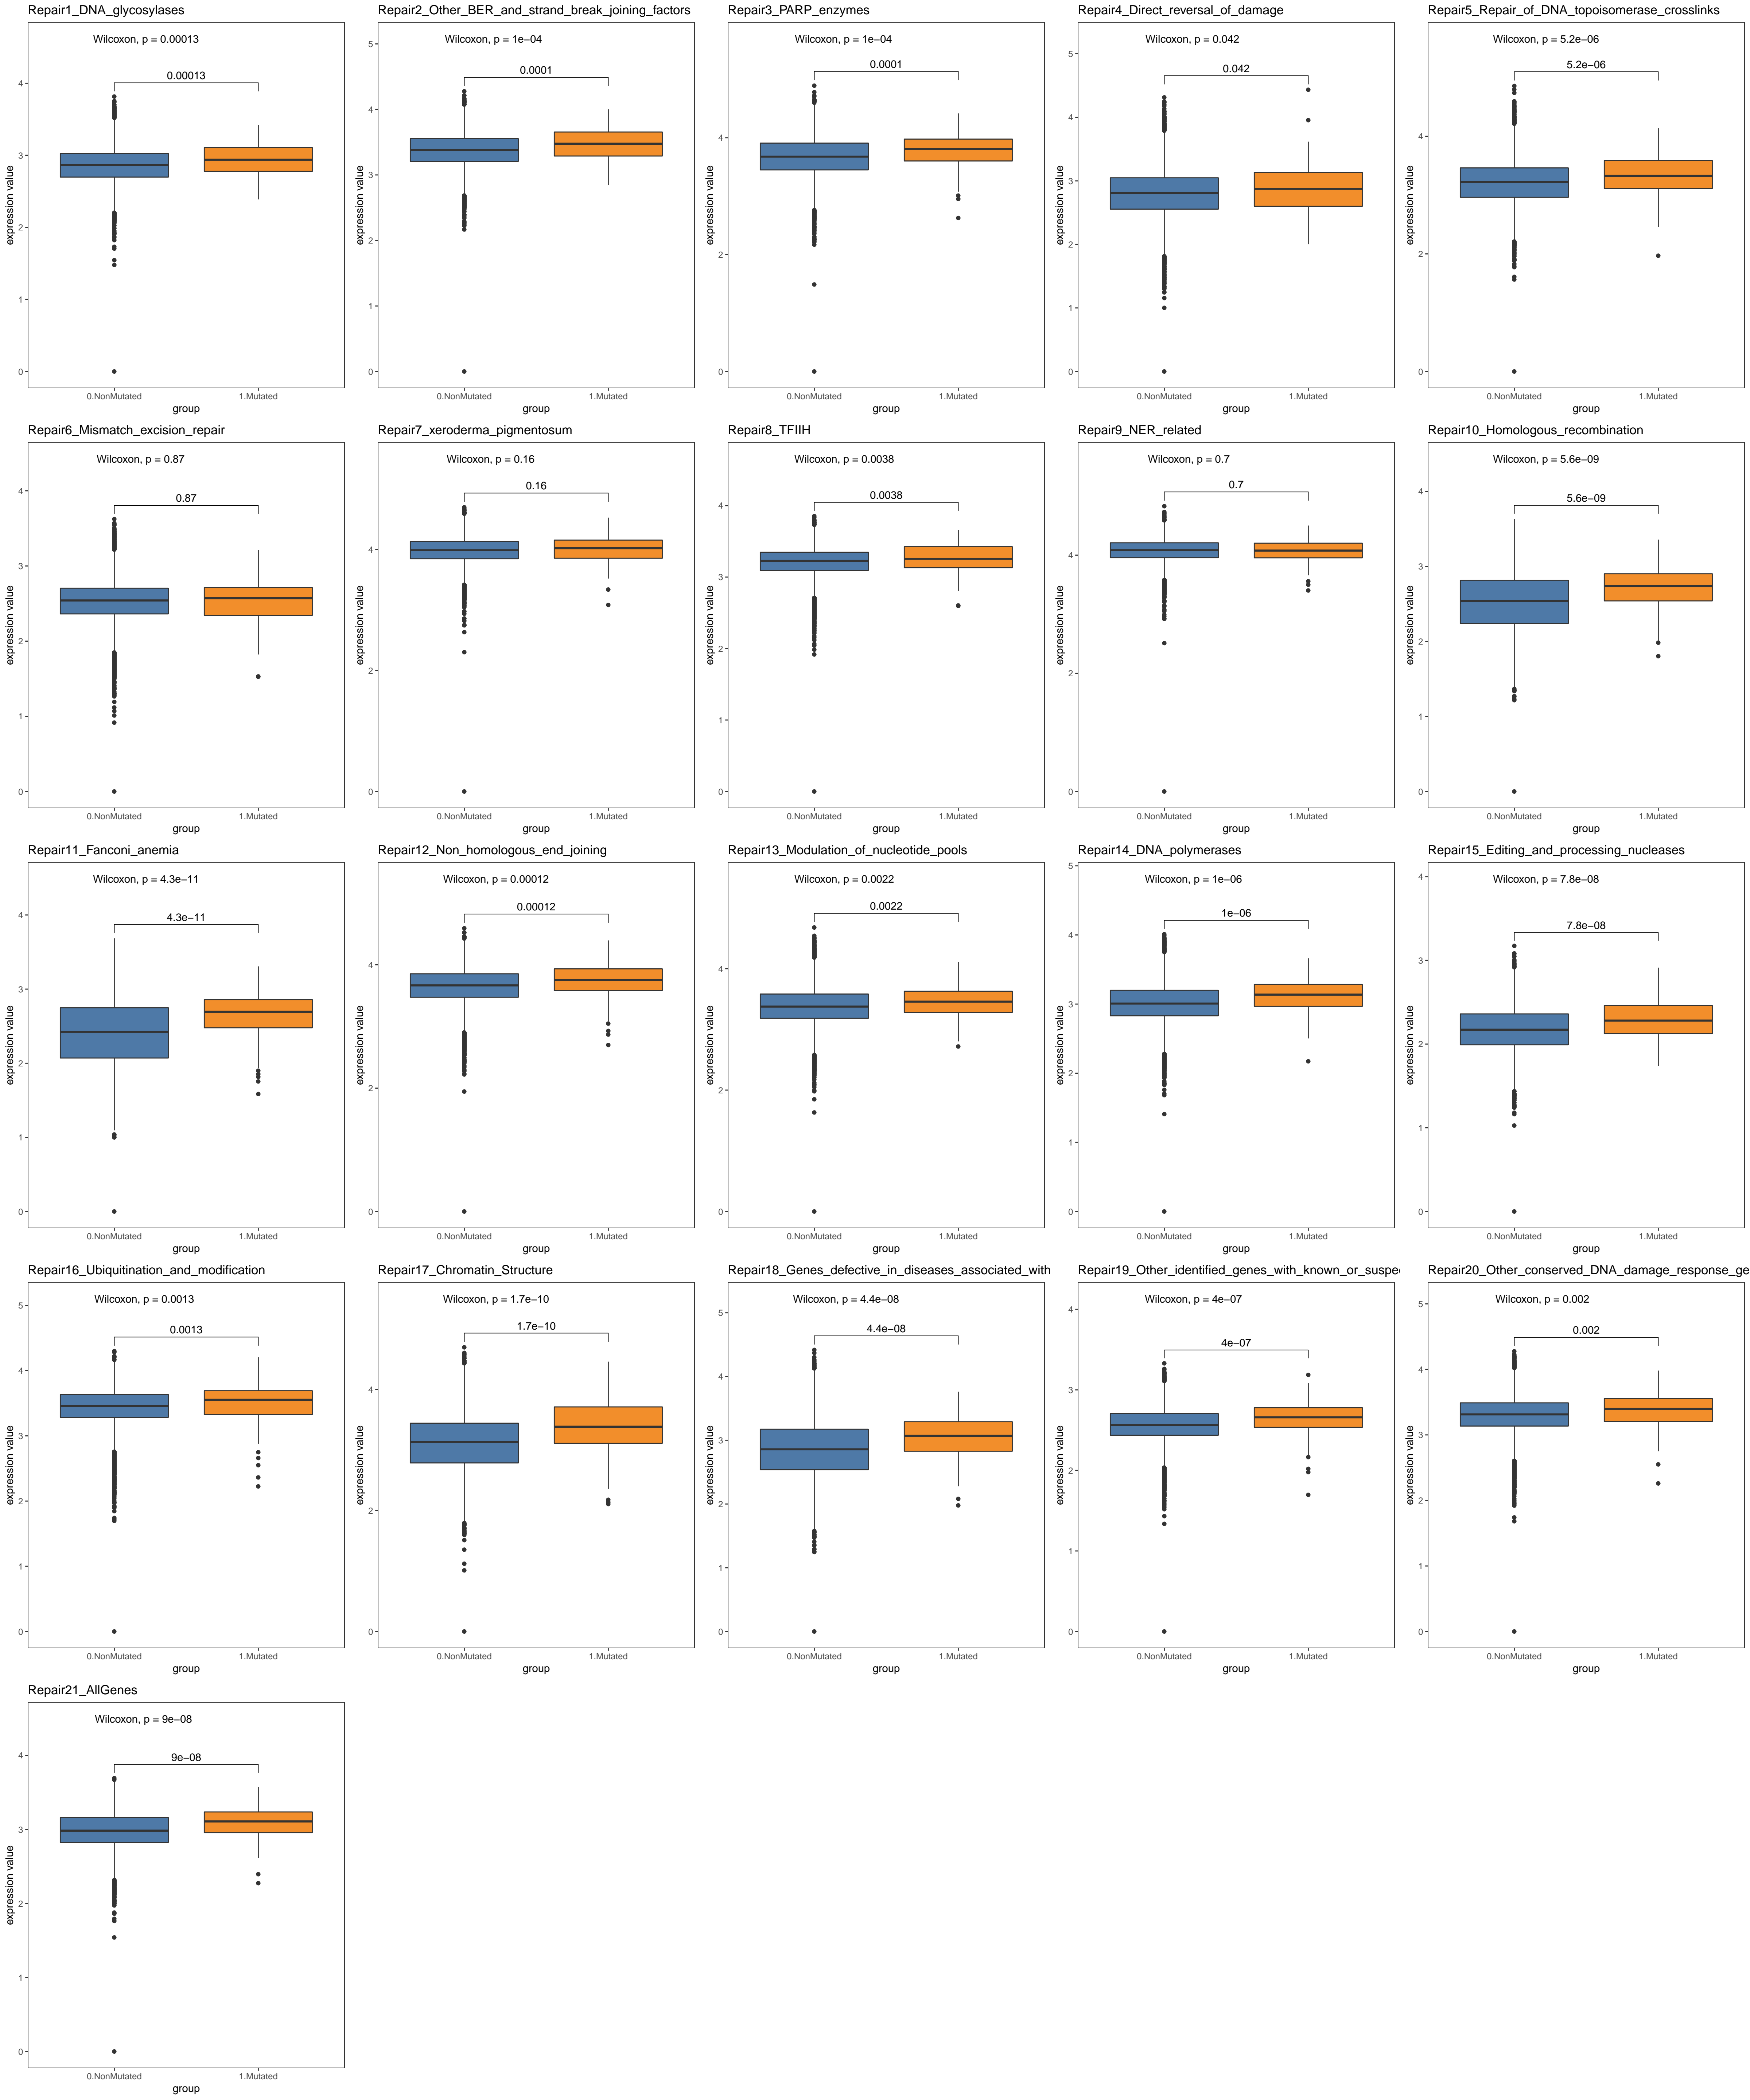 Repair1_DNA_glycosylases
Wilcoxon, p = 0.00013
0.00013
4
3
2
1
0
expression value
0.NonMutated
1.Mutated
group
Repair2_Other_BER_and_strand_break_joining_factors
Wilcoxon, p = 1e−04
0.0001
5
4
3
2
1
0
expression value
0.NonMutated
1.Mutated
group
Repair3_PARP_enzymes
Wilcoxon, p = 1e−04
0.0001
4
2
0
expression value
0.NonMutated
1.Mutated
group
Repair4_Direct_reversal_of_damage
Wilcoxon, p = 0.042
0.042
5
4
3
2
1
0
expression value
0.NonMutated
1.Mutated
group
Repair5_Repair_of_DNA_topoisomerase_crosslinks
Wilcoxon, p = 5.2e−06
5.2e−06
4
2
0
expression value
0.NonMutated
1.Mutated
group
Repair6_Mismatch_excision_repair
Wilcoxon, p = 0.87
0.87
4
3
2
1
0
expression value
0.NonMutated
1.Mutated
group
Repair7_xeroderma_pigmentosum
Wilcoxon, p = 0.16
0.16
4
2
0
expression value
0.NonMutated
1.Mutated
group
Repair8_TFIIH
Wilcoxon, p = 0.0038
0.0038
4
3
2
1
0
expression value
0.NonMutated
1.Mutated
group
Repair9_NER_related
Wilcoxon, p = 0.7
0.7
4
2
0
expression value
0.NonMutated
1.Mutated
group
Repair10_Homologous_recombination
Wilcoxon, p = 5.6e−09
5.6e−09
4
3
2
1
0
expression value
0.NonMutated
1.Mutated
group
Repair11_Fanconi_anemia
Wilcoxon, p = 4.3e−11
4.3e−11
4
3
2
1
0
expression value
0.NonMutated
1.Mutated
group
Repair12_Non_homologous_end_joining
Wilcoxon, p = 0.00012
0.00012
4
2
0
expression value
0.NonMutated
1.Mutated
group
Repair13_Modulation_of_nucleotide_pools
Wilcoxon, p = 0.0022
0.0022
4
2
0
expression value
0.NonMutated
1.Mutated
group
Repair14_DNA_polymerases
Wilcoxon, p = 1e−06
1e−06
5
4
3
2
1
0
expression value
0.NonMutated
1.Mutated
group
Repair15_Editing_and_processing_nucleases
Wilcoxon, p = 7.8e−08
7.8e−08
4
3
2
1
0
expression value
0.NonMutated
1.Mutated
group
Repair16_Ubiquitination_and_modification
Wilcoxon, p = 0.0013
0.0013
5
4
3
2
1
0
expression value
0.NonMutated
1.Mutated
group
Repair17_Chromatin_Structure
Wilcoxon, p = 1.7e−10
1.7e−10
4
2
0
expression value
0.NonMutated
1.Mutated
group
Repair18_Genes_defective_in_diseases_associated_with
Wilcoxon, p = 4.4e−08
4.4e−08
5
4
3
2
1
0
expression value
0.NonMutated
1.Mutated
group
Repair19_Other_identified_genes_with_known_or_suspe
Wilcoxon, p = 4e−07
4e−07
4
3
2
1
0
expression value
0.NonMutated
1.Mutated
group
Repair20_Other_conserved_DNA_damage_response_ge
Wilcoxon, p = 0.002
0.002
5
4
3
2
1
0
expression value
0.NonMutated
1.Mutated
group
Repair21_AllGenes
Wilcoxon, p = 9e−08
9e−08
4
3
2
1
0
expression value
0.NonMutated
1.Mutated
group